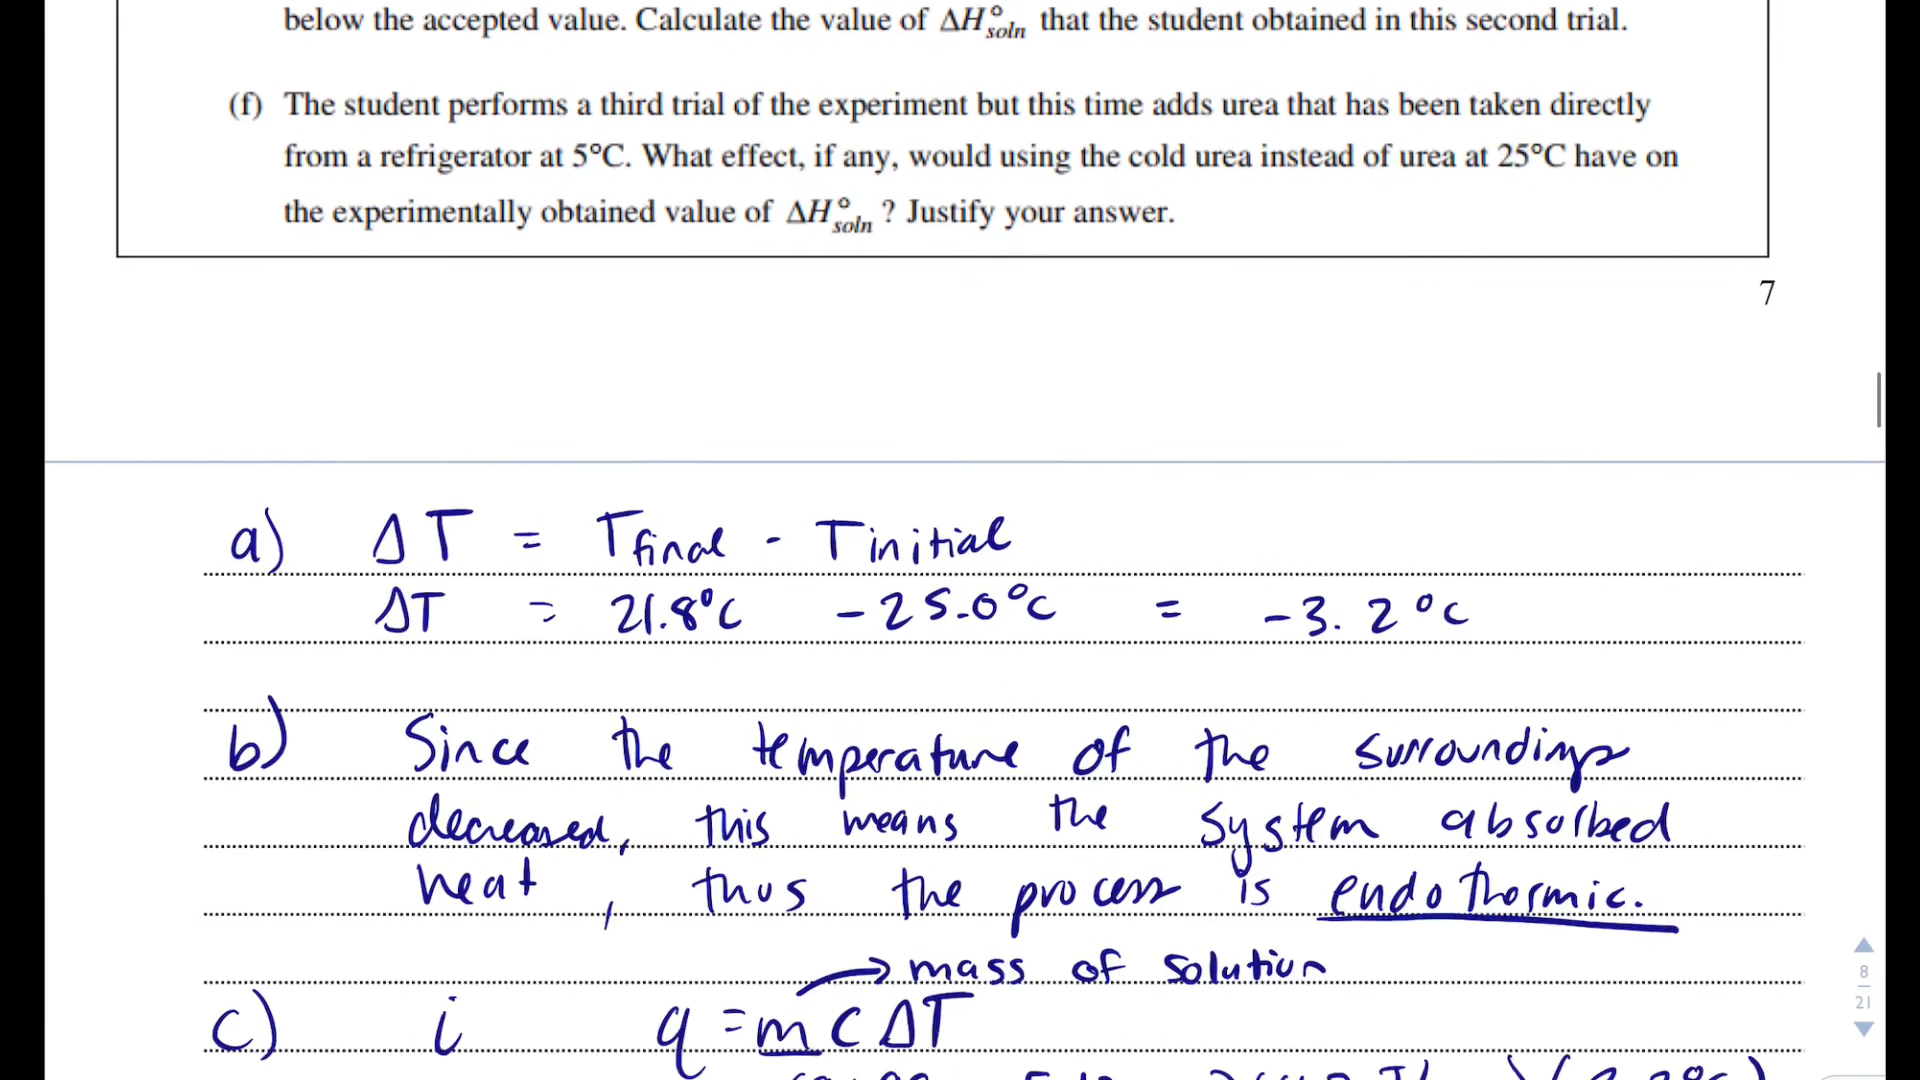 below the accepted value. Calculate the value of ΔH°soln that the student obtained in this second trial.
(f) The student performs a third trial of the experiment but this time adds urea that has been taken directly
from a refrigerator at 5°C. What effect, if any, would using the cold urea instead of urea at 25°C have on
the experimentally obtained value of ΔH°soln ? Justify your answer.
7
a) ΔT = Tfinal - Tinitial
ΔT = 21.8°C - 25.0°C = -3.2°C
b) Since the temperature of the surroundings
decreased, this means the system absorbed
heat, thus the process is endothermic.
→ mass of solution
c) i q = mCΔT
8
21